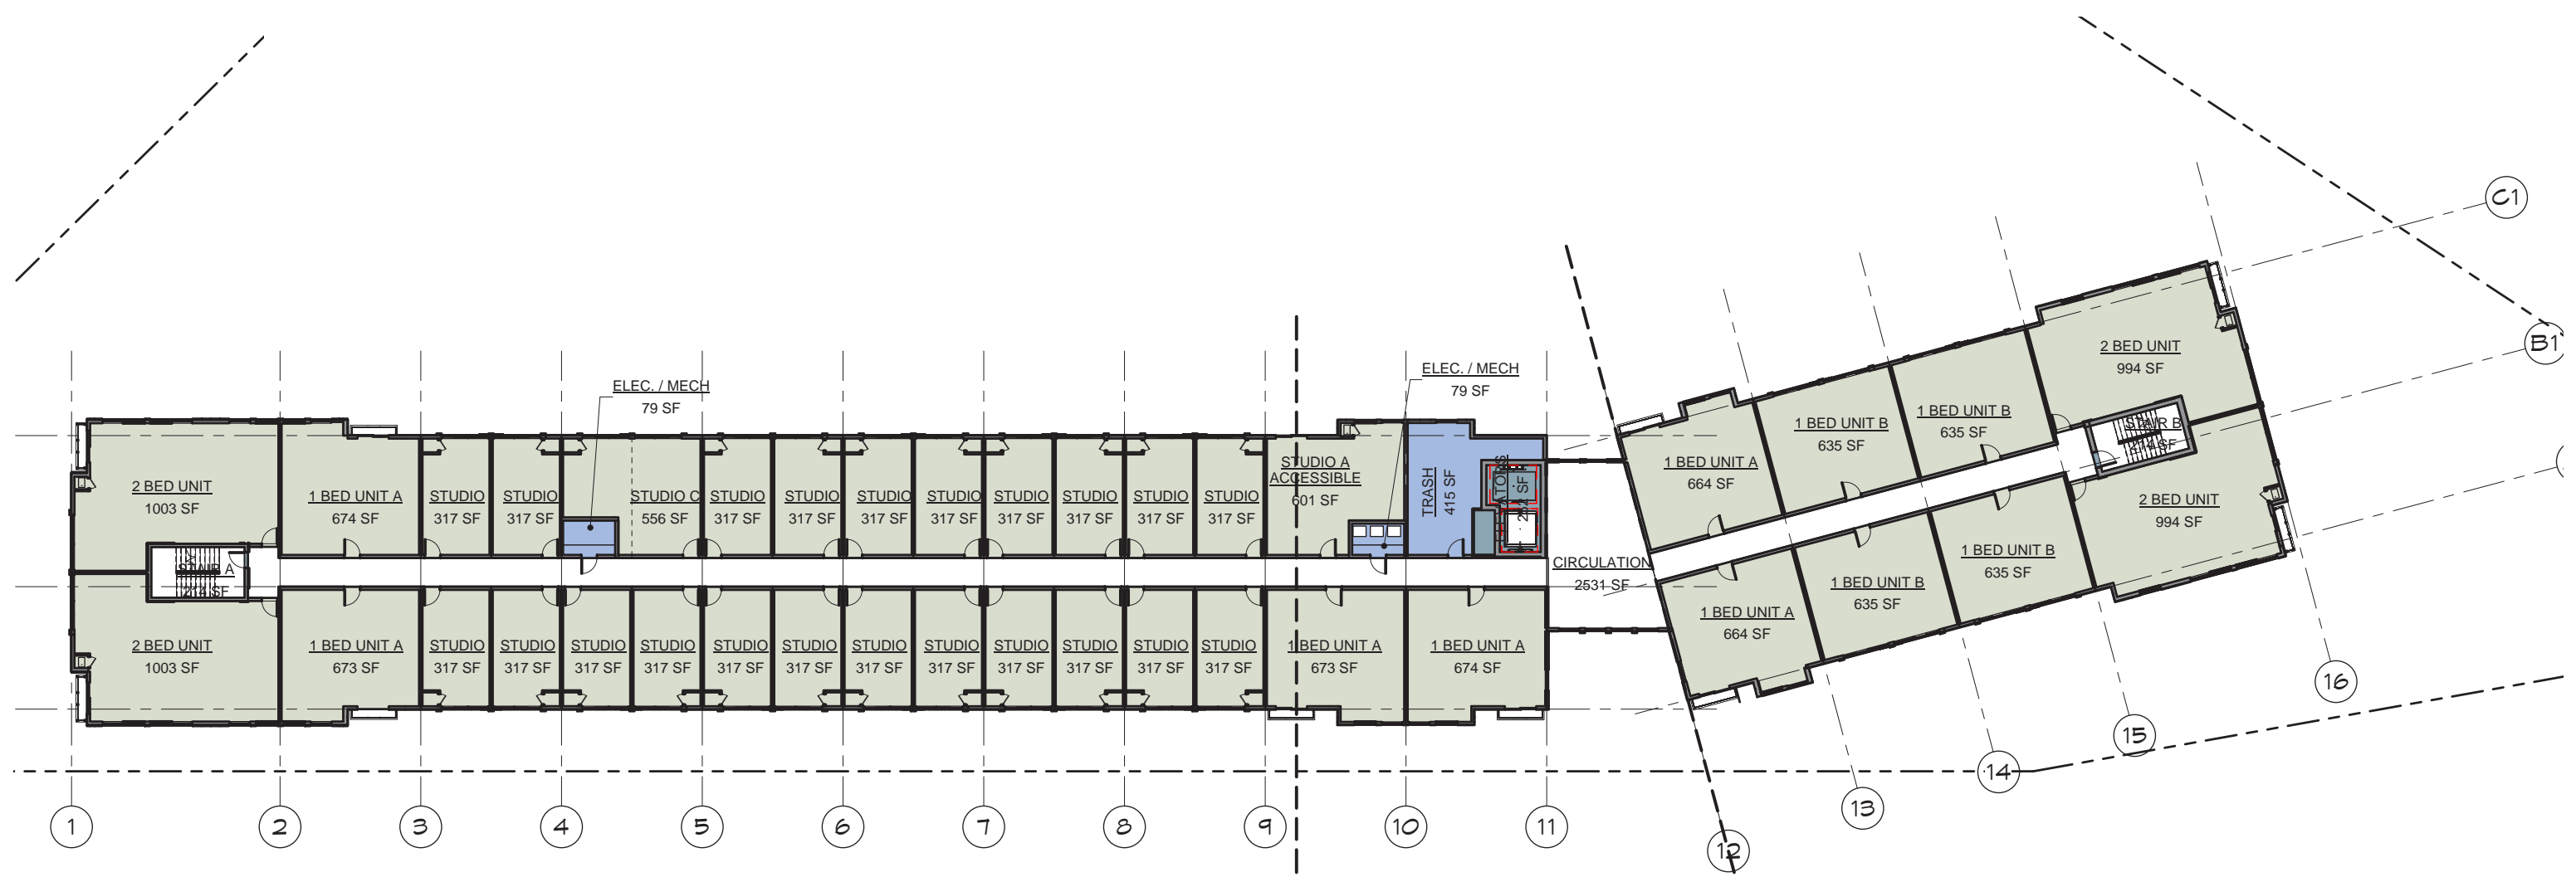 C1
B1
ELEC. / MECH
79 SF
ELEC. / MECH
79 SF
2 BED UNIT
1003 SF
1 BED UNIT A
674 SF
STUDIO
317 SF
STUDIO
317 SF
STUDIO C
556 SF
STUDIO
317 SF
STUDIO
317 SF
STUDIO
317 SF
STUDIO
317 SF
STUDIO
317 SF
STUDIO
317 SF
STUDIO
317 SF
STUDIO
317 SF
STUDIO A
ACCESSIBLE
601 SF
TRASH
415 SF
STAIR A
214 SF
CIRCULATION
2531 SF
2 BED UNIT
1003 SF
1 BED UNIT A
673 SF
STUDIO
317 SF
STUDIO
317 SF
STUDIO
317 SF
STUDIO
317 SF
STUDIO
317 SF
STUDIO
317 SF
STUDIO
317 SF
STUDIO
317 SF
STUDIO
317 SF
STUDIO
317 SF
STUDIO
317 SF
STUDIO
317 SF
1 BED UNIT A
673 SF
1 BED UNIT A
674 SF
1 BED UNIT A
664 SF
1 BED UNIT B
635 SF
1 BED UNIT B
635 SF
2 BED UNIT
994 SF
STAIR B
214 SF
1 BED UNIT A
664 SF
1 BED UNIT B
635 SF
1 BED UNIT B
635 SF
2 BED UNIT
994 SF
1
2
3
4
5
6
7
8
9
10
11
12
13
14
15
16